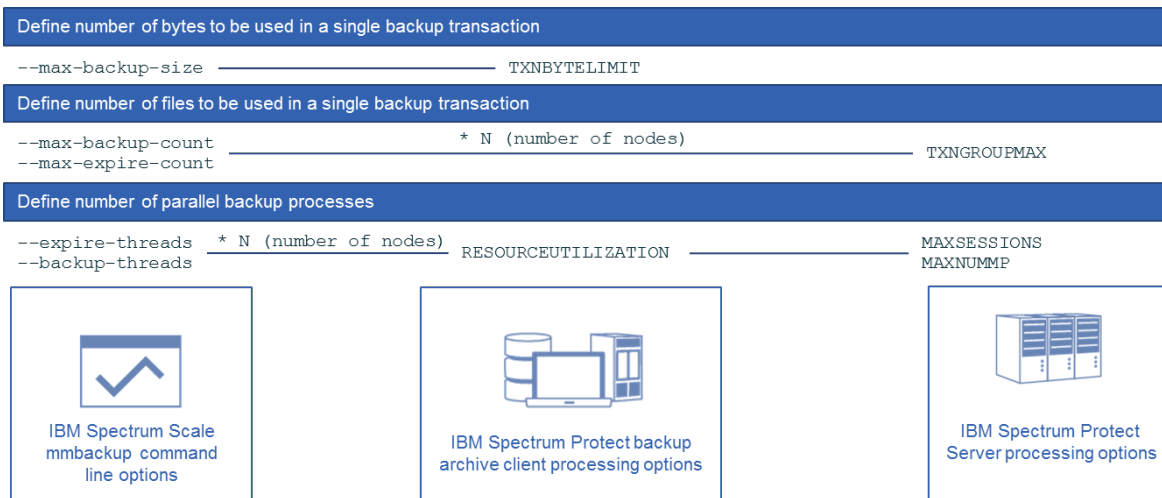 Define number of bytes to be used in a single backup transaction
--max-backup-size TXNBYTELIMIT
Define number of files to be used in a single backup transaction
--max-backup-count * N (number of nodes)
--max-expire-count TXNGROUPMAX
Define number of parallel backup processes
--expire-threads * N (number of nodes) RESOURCEUTILIZATION MAXSESSIONS
--backup-threads MAXNUMMP
IBM Spectrum Scale
mmbackup command
line options
IBM Spectrum Protect backup
archive client processing options
IBM Spectrum Protect
Server processing options